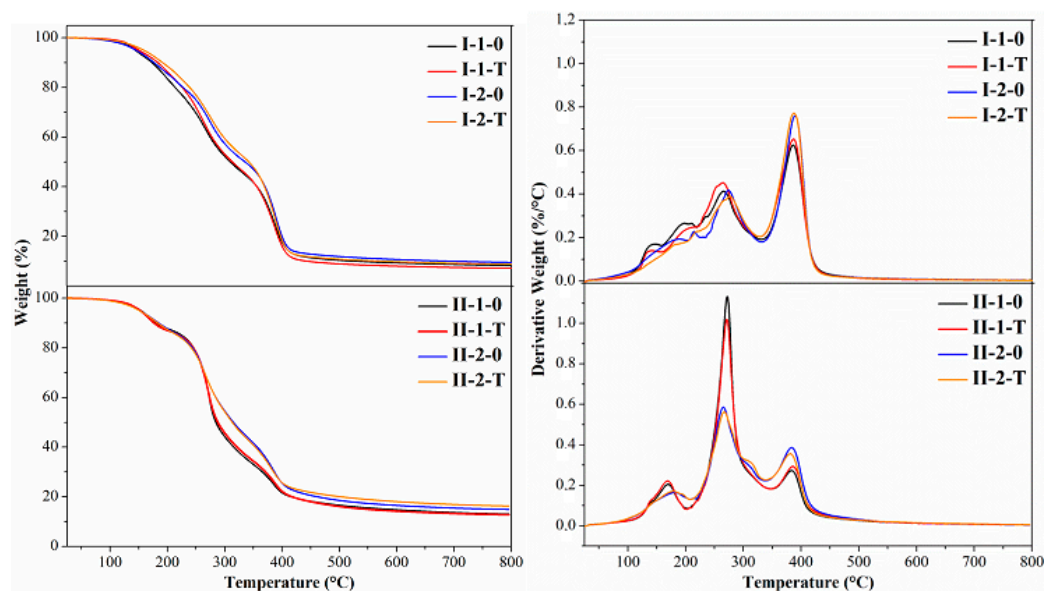 100
80
60
40
20
I-1-0
I-1-T
I-2-0
I-2-T
100
80
60
40
20
0
II-1-0
II-1-T
II-2-0
II-2-T
Weight (%)
100 200 300 400 500 600 700 800
Temperature (°C)
1.2
1.0
0.8
0.6
0.4
0.2
0.0
I-1-0
I-1-T
I-2-0
I-2-T
1.0
0.8
0.6
0.4
0.2
0.0
II-1-0
II-1-T
II-2-0
II-2-T
Derivative Weight (%/°C)
100 200 300 400 500 600 700 800
Temperature (°C)